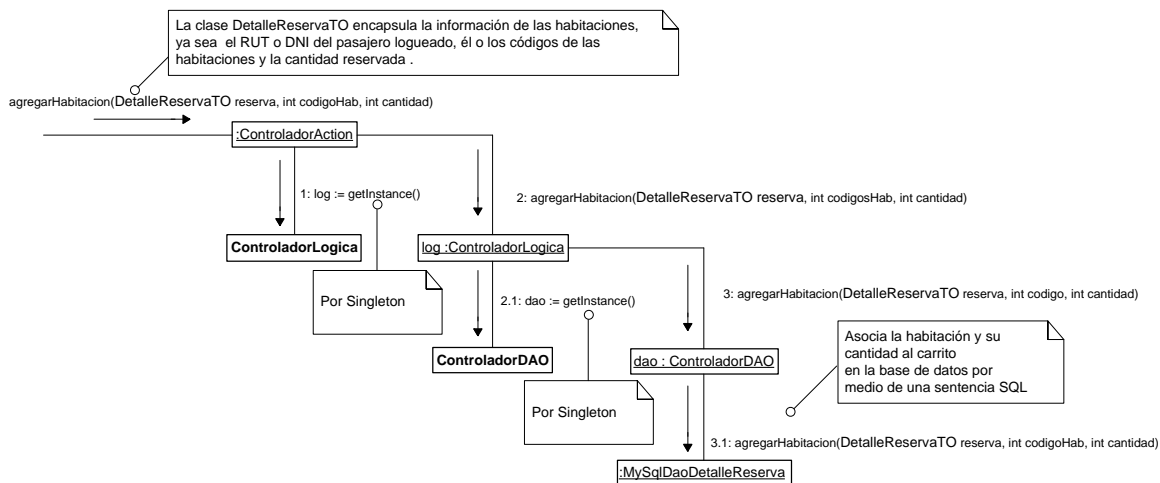 La clase DetalleReservaTO encapsula la información de las habitaciones,
ya sea el RUT o DNI del pasajero logueado, él o los códigos de las
habitaciones y la cantidad reservada .
agregarHabitacion(DetalleReservaTO reserva, int codigoHab, int cantidad)
:ControladorAction
1: log := getInstance()
2: agregarHabitacion(DetalleReservaTO reserva, int codigosHab, int cantidad)
ControladorLogica
log :ControladorLogica
Por Singleton
2.1: dao := getInstance()
3: agregarHabitacion(DetalleReservaTO reserva, int codigo, int cantidad)
Asocia la habitación y su
cantidad al carrito
en la base de datos por
medio de una sentencia SQL
ControladorDAO
dao : ControladorDAO
Por Singleton
3.1: agregarHabitacion(DetalleReservaTO reserva, int codigoHab, int cantidad)
:MySqlDaoDetalleReserva